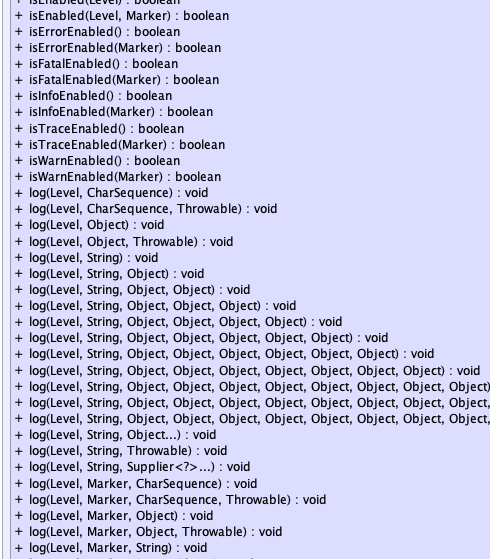 + isEnabled(Level) : boolean
+ isEnabled(Level, Marker) : boolean
+ isErrorEnabled() : boolean
+ isErrorEnabled(Marker) : boolean
+ isFatalEnabled() : boolean
+ isFatalEnabled(Marker) : boolean
+ isInfoEnabled() : boolean
+ isInfoEnabled(Marker) : boolean
+ isTraceEnabled() : boolean
+ isTraceEnabled(Marker) : boolean
+ isWarnEnabled() : boolean
+ isWarnEnabled(Marker) : boolean
+ log(Level, CharSequence) : void
+ log(Level, CharSequence, Throwable) : void
+ log(Level, Object) : void
+ log(Level, Object, Throwable) : void
+ log(Level, String) : void
+ log(Level, String, Object) : void
+ log(Level, String, Object, Object) : void
+ log(Level, String, Object, Object, Object) : void
+ log(Level, String, Object, Object, Object, Object) : void
+ log(Level, String, Object, Object, Object, Object, Object) : void
+ log(Level, String, Object, Object, Object, Object, Object, Object) : void
+ log(Level, String, Object, Object, Object, Object, Object, Object, Object) : void
+ log(Level, String, Object, Object, Object, Object, Object, Object, Object, Object)
+ log(Level, String, Object, Object, Object, Object, Object, Object, Object, Object,
+ log(Level, String, Object, Object, Object, Object, Object, Object, Object, Object,
+ log(Level, String, Object...) : void
+ log(Level, String, Throwable) : void
+ log(Level, String, Supplier<?>...) : void
+ log(Level, Marker, CharSequence) : void
+ log(Level, Marker, CharSequence, Throwable) : void
+ log(Level, Marker, Object) : void
+ log(Level, Marker, Object, Throwable) : void
+ log(Level, Marker, String) : void